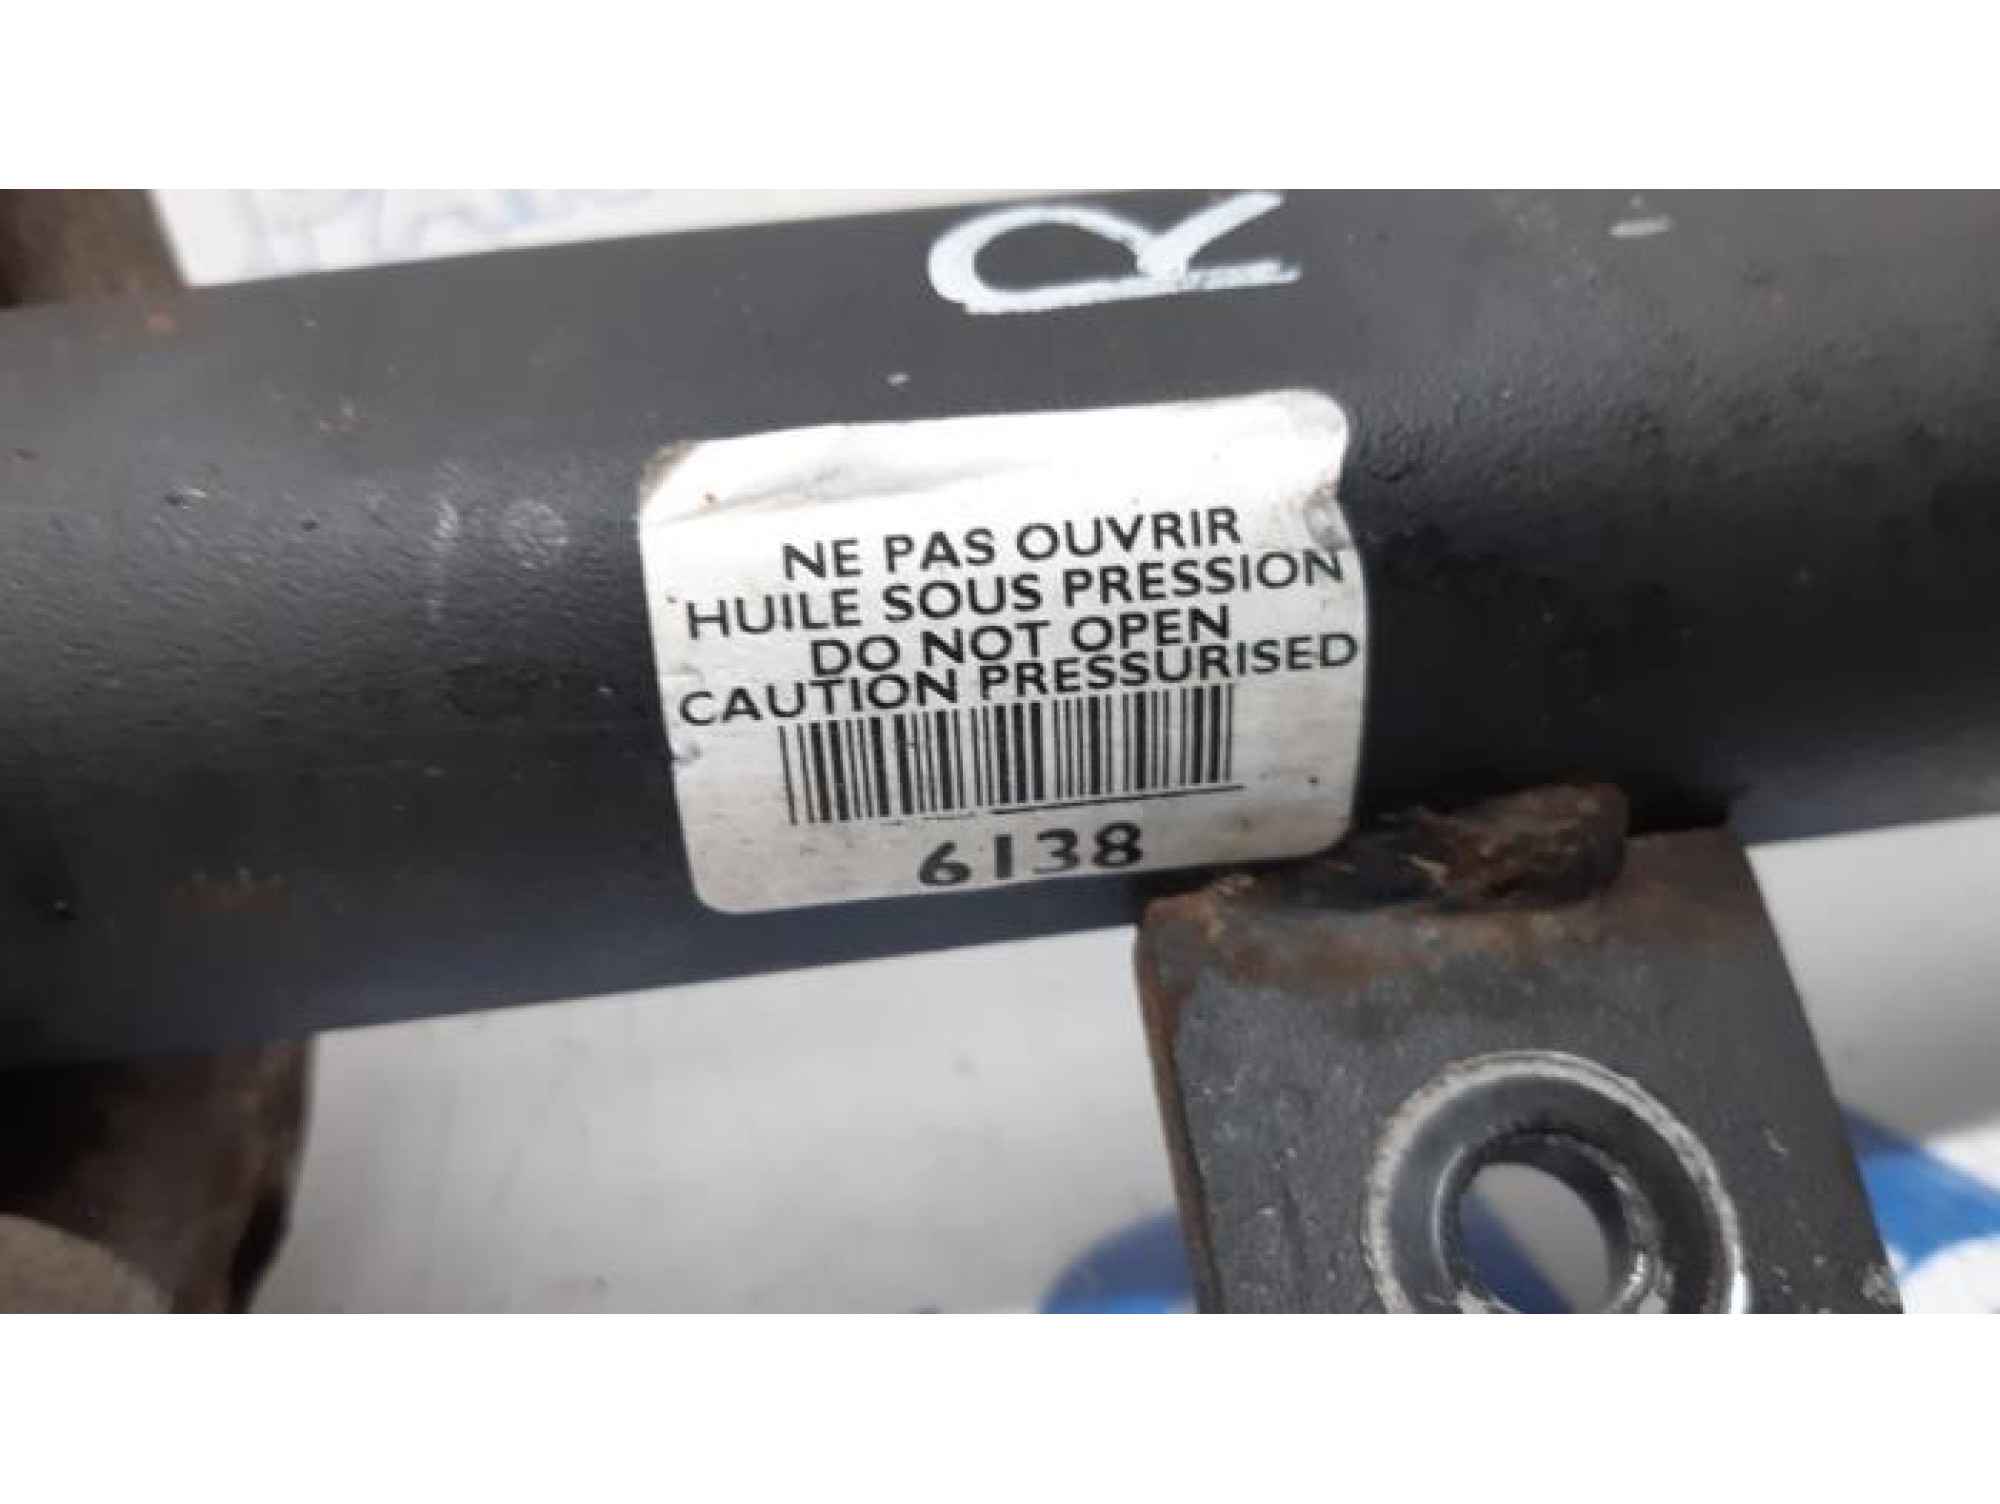 R
NE PAS OUVRIR
HUILE SOUS PRESSION
DO NOT OPEN
CAUTION PRESSURISED
6138